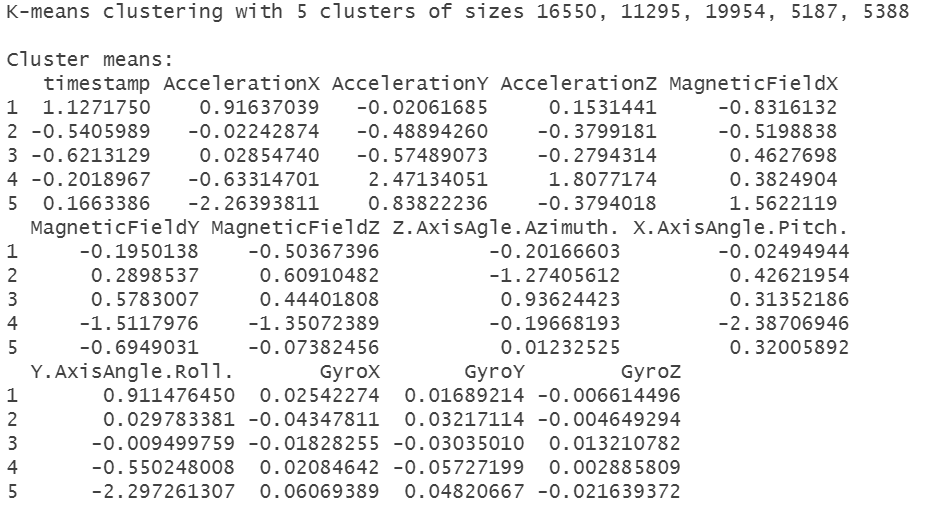 K-means clustering with 5 clusters of sizes 16550, 11295, 19954, 5187, 5388
Cluster means:
timestamp AccelerationX AccelerationY AccelerationZ MagneticFieldX
1 1.1271750 0.91637039 -0.02061685 0.1531441 -0.8316132
2 -0.5405989 -0.02242874 -0.48894260 -0.3799181 -0.5198838
3 -0.6213129 0.02854740 -0.57489073 -0.2794314 0.4627698
4 -0.2018967 -0.63314701 2.47134051 1.8077174 0.3824904
5 0.1663386 -2.26393811 0.83822236 -0.3794018 1.5622119
MagneticFieldY MagneticFieldZ Z.AxisAgle.Azimuth. X.AxisAngle.Pitch.
1 -0.1950138 -0.50367396 -0.20166603 -0.02494944
2 0.2898537 0.60910482 -1.27405612 0.42621954
3 0.5783007 0.44401808 0.93624423 0.31352186
4 -1.5117976 -1.35072389 -0.19668193 -2.38706946
5 -0.6949031 -0.07382456 0.01232525 0.32005892
Y.AxisAngle.Roll. GyroX GyroY GyroZ
1 0.911476450 0.02542274 0.01689214 -0.006614496
2 0.029783381 -0.04347811 0.03217114 -0.004649294
3 -0.009499759 -0.01828255 -0.03035010 0.013210782
4 -0.550248008 0.02084642 -0.05727199 0.002885809
5 -2.297261307 0.06069389 0.04820667 -0.021639372